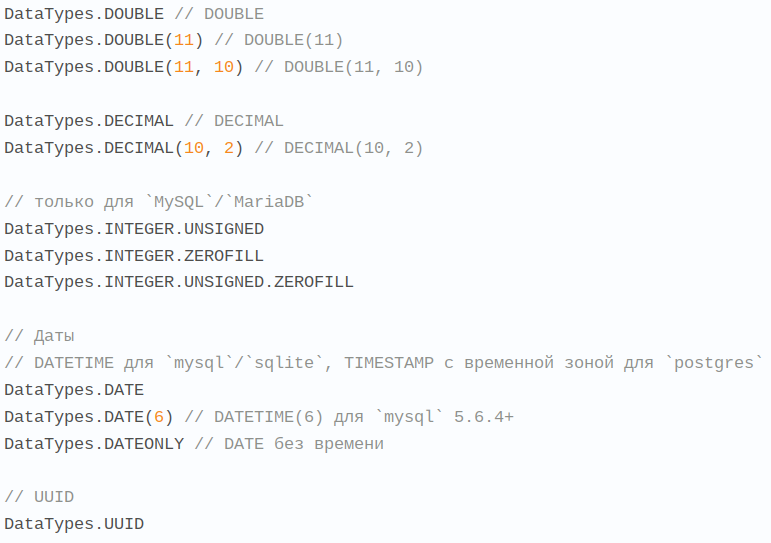 DataTypes.DOUBLE // DOUBLE
DataTypes.DOUBLE(11) // DOUBLE(11)
DataTypes.DOUBLE(11, 10) // DOUBLE(11, 10)
DataTypes.DECIMAL // DECIMAL
DataTypes.DECIMAL(10, 2) // DECIMAL(10, 2)
// только для `MySQL`/`MariaDB`
DataTypes.INTEGER.UNSIGNED
DataTypes.INTEGER.ZEROFILL
DataTypes.INTEGER.UNSIGNED.ZEROFILL
// Даты
// DATETIME для `mysql`/`sqlite`, TIMESTAMP с временной зоной для `postgres`
DataTypes.DATE
DataTypes.DATE(6) // DATETIME(6) для `mysql` 5.6.4+
DataTypes.DATEONLY // DATE без времени
// UUID
DataTypes.UUID